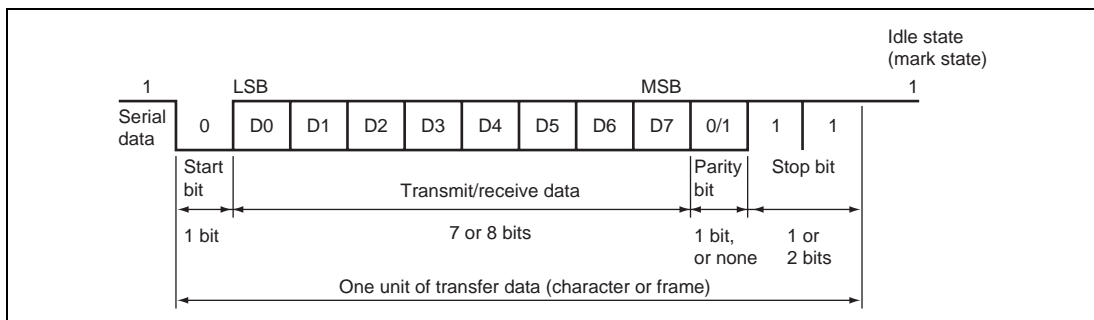 Idle state
(mark state)
1 LSB MSB 1
Serial
data
0 D0 D1 D2 D3 D4 D5 D6 D7 0/1 1 1
Start
bit
Transmit/receive data
Parity
bit
Stop bit
1 bit
7 or 8 bits
1 bit,
or none
1 or
2 bits
One unit of transfer data (character or frame)